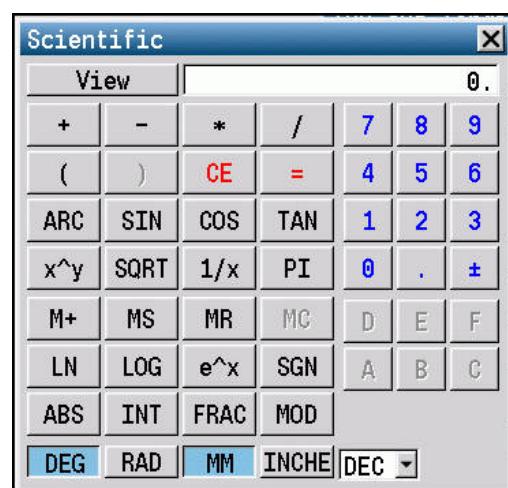 Scientific X
View 0.
+ - * / 7 8 9
( ) CE = 4 5 6
ARC SIN COS TAN 1 2 3
x^y SQRT 1/x PI 0 . ±
M+ MS MR MC D E F
LN LOG e^x SGN A B C
ABS INT FRAC MOD
DEG RAD MM INCHE DEC